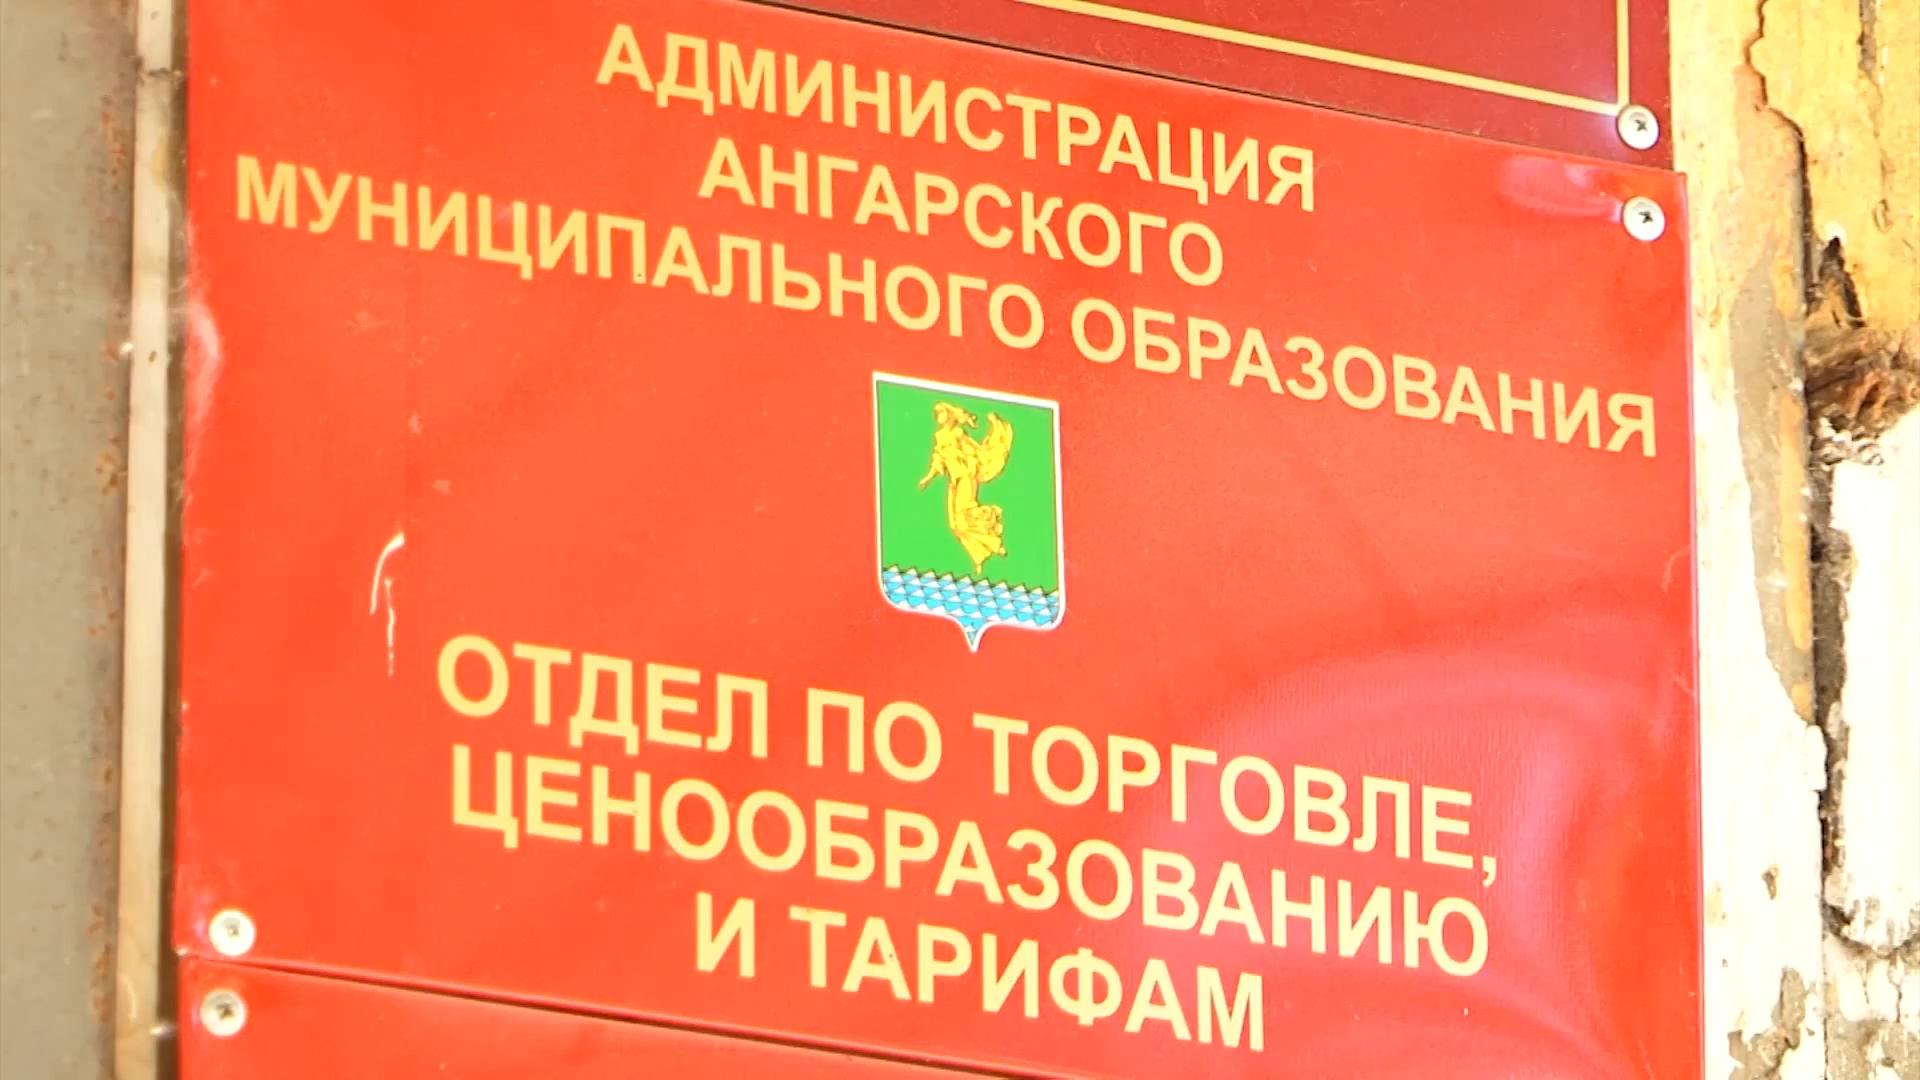 АДМИНИСТРАЦИЯ
АНГАРСКОГО
МУНИЦИПАЛЬНОГО ОБРАЗОВАНИЯ
ОТДЕЛ ПО ТОРГОВЛЕ,
ЦЕНООБРАЗОВАНИЮ
И ТАРИФАМ